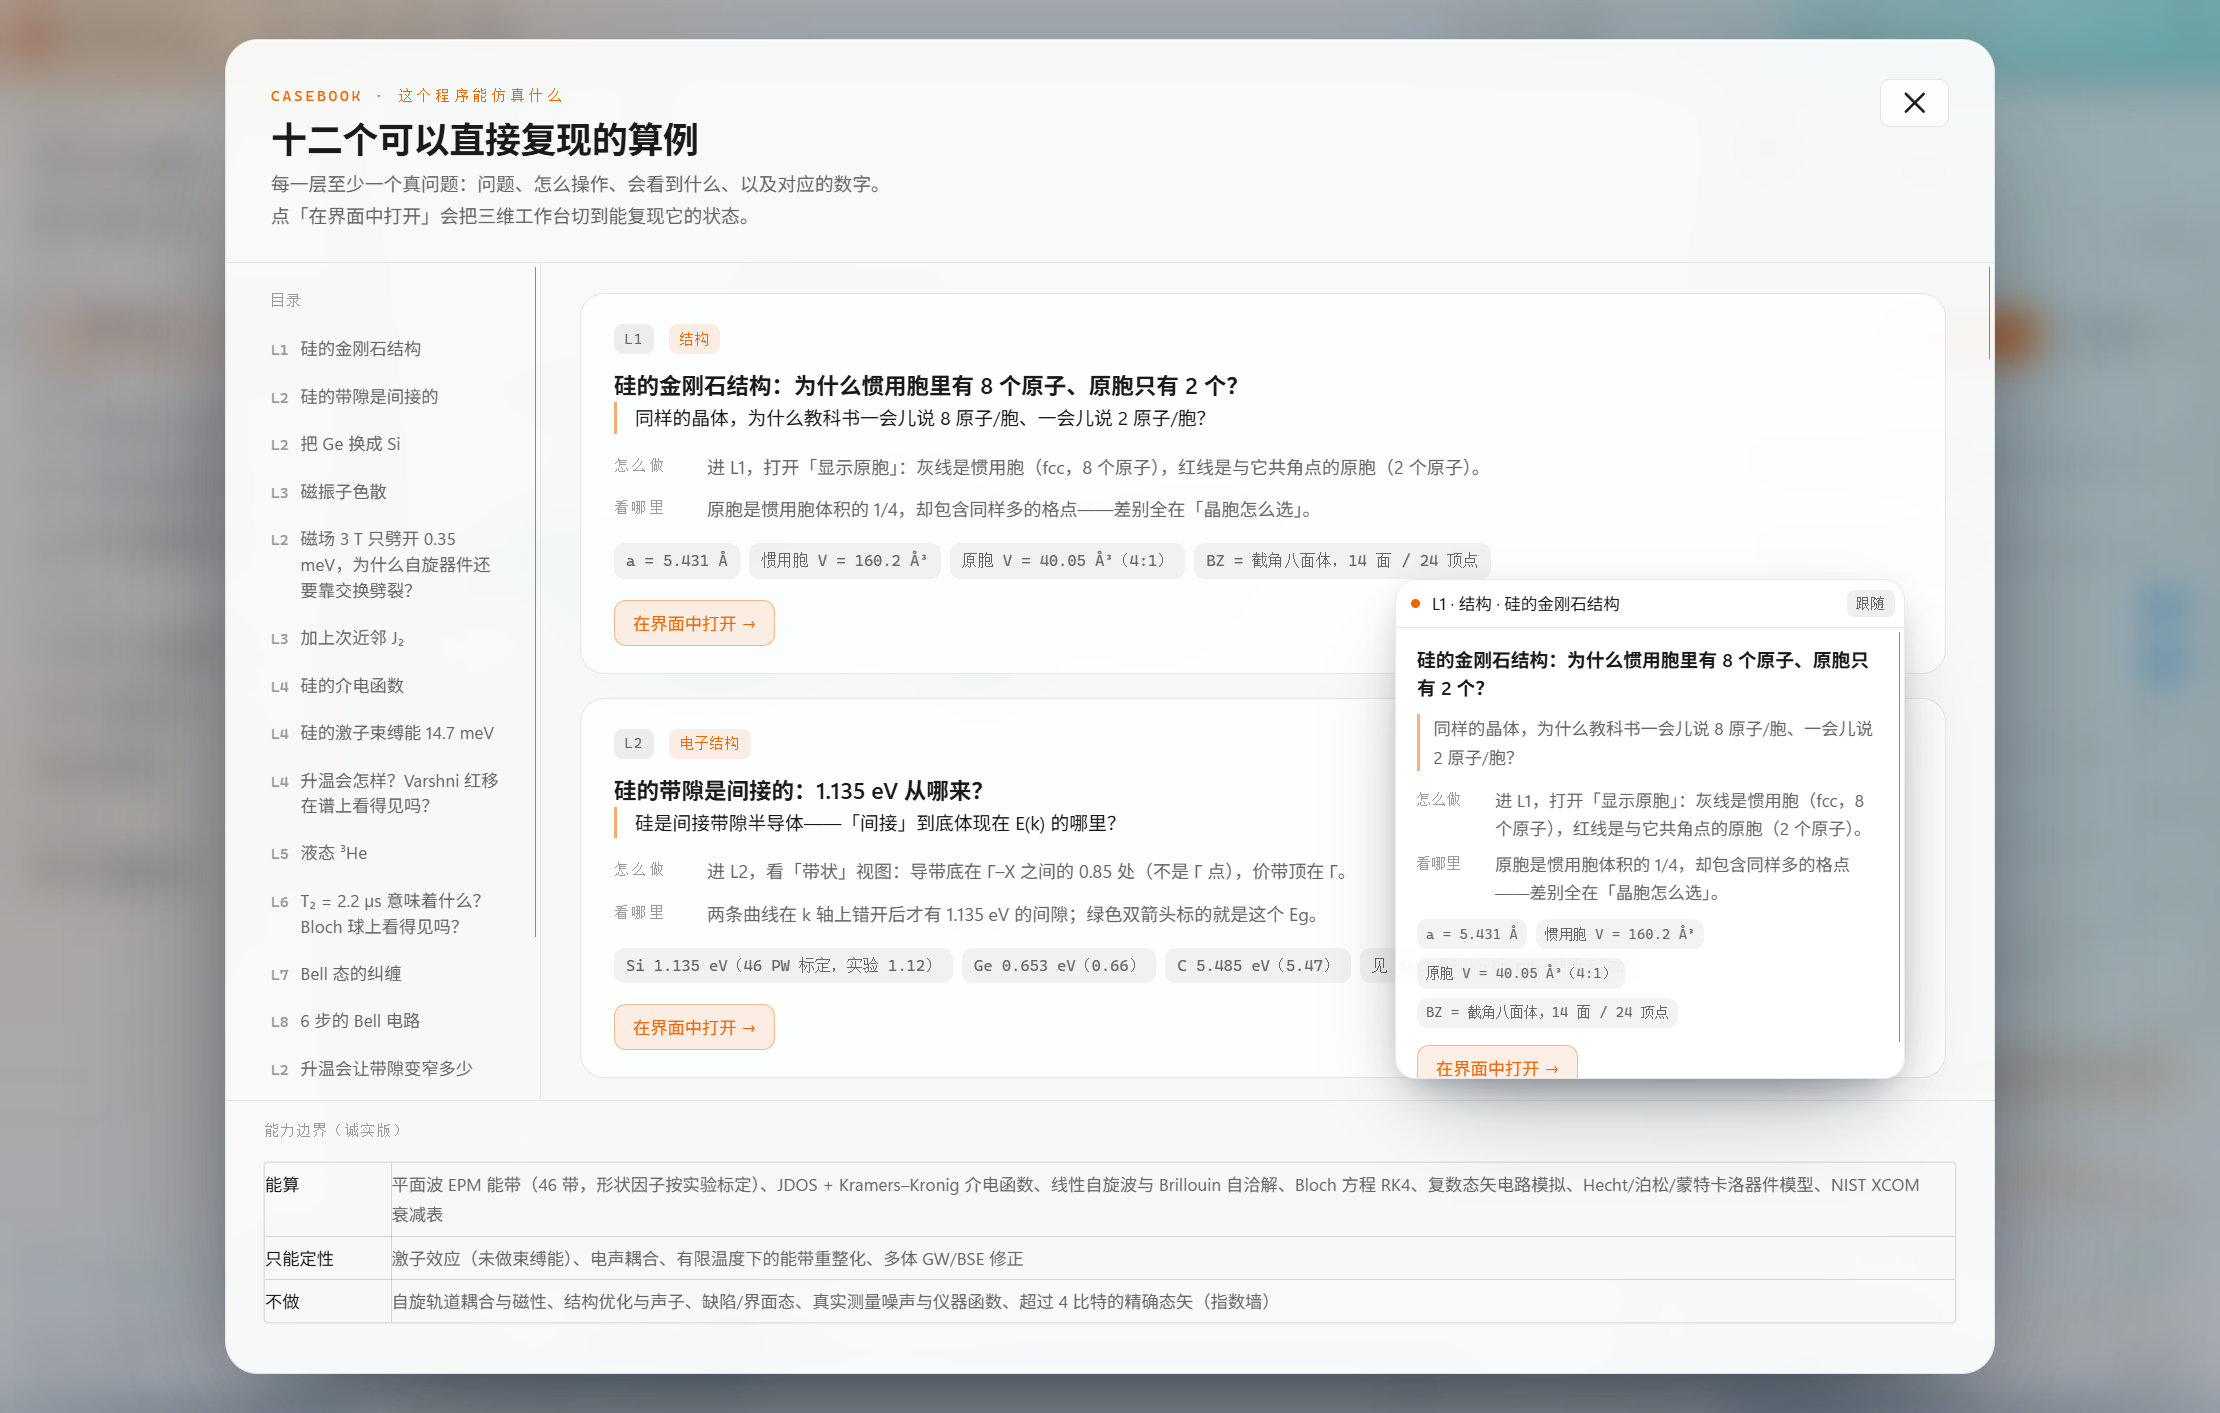 CASEBOOK · 这个程序能仿真什么
十二个可以直接复现的算例
每一层至少一个真问题：问题、怎么操作、会看到什么、以及对应的数字。
点「在界面中打开」会把三维工作台切到能复现它的状态。
目录
L1 硅的金刚石结构
L2 硅的带隙是间接的
L2 把 Ge 换成 Si
L3 磁振子色散
L2 磁场 3 T 只劈开 0.35
meV，为什么自旋器件还
要靠交换劈裂？
L3 加上次近邻 J₂
L4 硅的介电函数
L4 硅的激子束缚能 14.7 meV
L4 升温会怎样？Varshni 红移
在谱上看得见吗？
L5 液态 ³He
L6 T₂ = 2.2 μs 意味着什么？
Bloch 球上看得见吗？
L7 Bell 态的纠缠
L8 6 步的 Bell 电路
L2 升温会让带隙变窄多少
L1 结构
硅的金刚石结构：为什么惯用胞里有 8 个原子、原胞只有 2 个？
同样的晶体，为什么教科书一会儿说 8 原子/胞、一会儿说 2 原子/胞？
怎么做 进 L1，打开「显示原胞」：灰线是惯用胞（fcc，8 个原子），红线是与它共角点的原胞（2 个原子）。
看哪里 原胞是惯用胞体积的 1/4，却包含同样多的格点——差别全在「晶胞怎么选」。
a = 5.431 Å 惯用胞 V = 160.2 Å³ 原胞 V = 40.05 Å³（4:1） BZ = 截角八面体，14 面 / 24 顶点
在界面中打开 →
L2 电子结构
硅的带隙是间接的：1.135 eV 从哪来？
硅是间接带隙半导体——「间接」到底体现在 E(k) 的哪里？
怎么做 进 L2，看「带状」视图：导带底在 Γ–X 之间的 0.85 处（不是 Γ 点），价带顶在 Γ。
看哪里 两条曲线在 k 轴上错开后才有 1.135 eV 的间隙；绿色双箭头标的就是这个 Eg。
Si 1.135 eV（46 PW 标定，实验 1.12） Ge 0.653 eV（0.66） C 5.485 eV（5.47） 见
在界面中打开 →
L1 · 结构 · 硅的金刚石结构 跟随
硅的金刚石结构：为什么惯用胞里有 8 个原子、原胞只
有 2 个？
同样的晶体，为什么教科书一会儿说 8 原子/胞、一会儿说
2 原子/胞？
怎么做 进 L1，打开「显示原胞」：灰线是惯用胞（fcc，8
个原子），红线是与它共角点的原胞（2 个原子）。
看哪里 原胞是惯用胞体积的 1/4，却包含同样多的格点
——差别全在「晶胞怎么选」。
a = 5.431 Å 惯用胞 V = 160.2 Å³
原胞 V = 40.05 Å³（4:1）
BZ = 截角八面体，14 面 / 24 顶点
在界面中打开 →
能力边界（诚实版）
能算 平面波 EPM 能带（46 带，形状因子按实验标定）、JDOS + Kramers–Kronig 介电函数、线性自旋波与 Brillouin 自洽解、Bloch 方程 RK4、复数态矢电路模拟、Hecht/泊松/蒙特卡洛器件模型、NIST XCOM
衰减表
只能定性 激子效应（未做束缚能）、电声耦合、有限温度下的能带重整化、多体 GW/BSE 修正
不做 自旋轨道耦合与磁性、结构优化与声子、缺陷/界面态、真实测量噪声与仪器函数、超过 4 比特的精确态矢（指数墙）